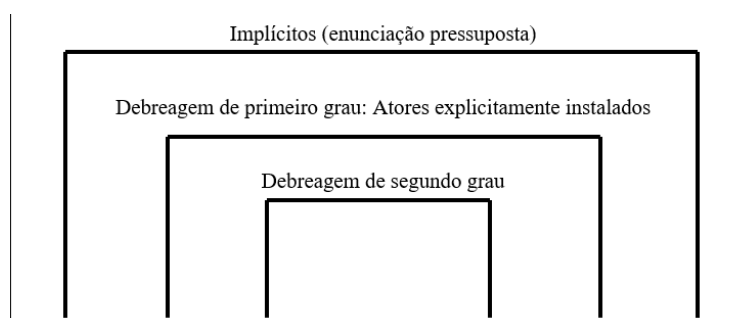 Implícitos (enunciação pressuposta)
Debreagem de primeiro grau: Atores explicitamente instalados
Debreagem de segundo grau